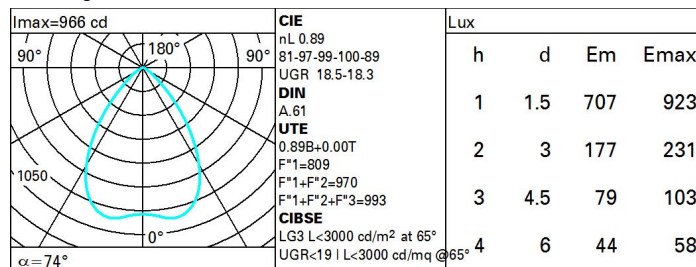 Imax=966 cd
90°
180°
90°
1050
0°
α=74°
CIE
nL 0.89
81-97-99-100-89
UGR 18.5-18.3
DIN
A.61
UTE
0.89B+0.00T
F"1=809
F"1+F"2=970
F"1+F"2+F"3=993
CIBSE
LG3 L<3000 cd/m² at 65°
UGR<19 | L<3000 cd/mq @65°
Lux
h d Em Emax
1 1.5 707 923
2 3 177 231
3 4.5 79 103
4 6 44 58